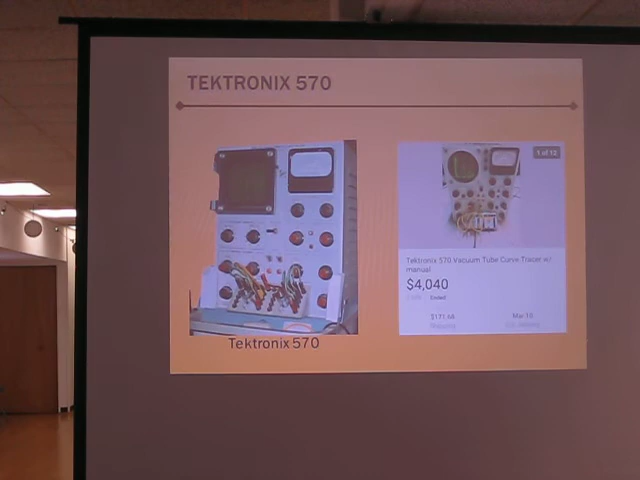 TEKTRONIX 570
1 of 12
Tektronix 570 Vacuum Tube Curve Tracer w/
manual
$4,040
Ended
$171.68
Mar 10
Tektronix 570